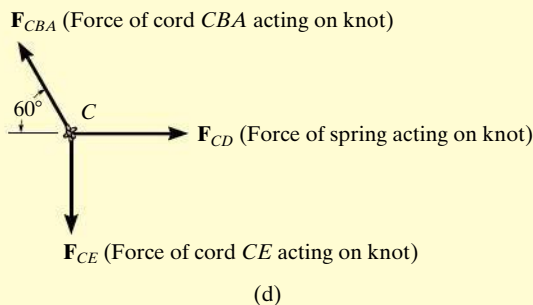 F_CBA (Force of cord CBA acting on knot)
60°
C
F_CD (Force of spring acting on knot)
F_CE (Force of cord CE acting on knot)
(d)